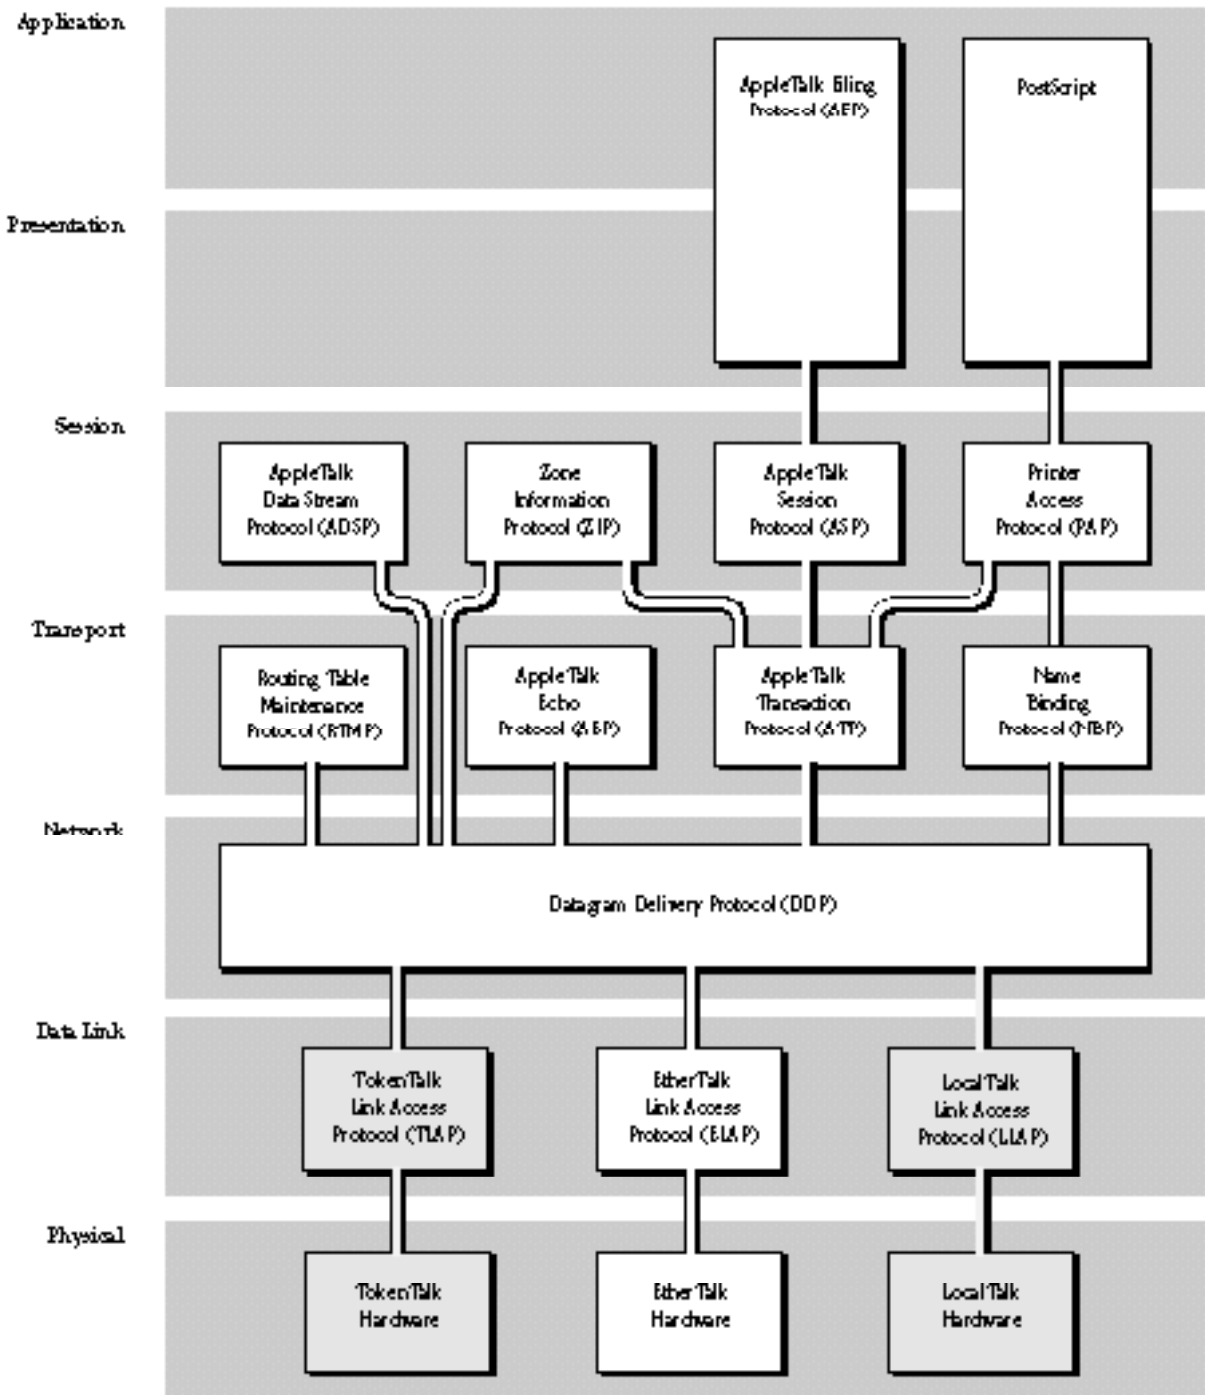 Application
AppleTalk Filing
Protocol (AFP)
PostScript
Presentation
Session
AppleTalk
Data Stream
Protocol (ADSP)
Zone
Information
Protocol (ZIP)
AppleTalk
Session
Protocol (ASP)
Printer
Access
Protocol (PAP)
Transport
Routing Table
Maintenance
Protocol (RTMP)
AppleTalk
Echo
Protocol (AEP)
AppleTalk
Transaction
Protocol (ATP)
Name
Binding
Protocol (NBP)
Network
Datagram Delivery Protocol (DDP)
Data Link
TokenTalk
Link Access
Protocol (TLAP)
EtherTalk
Link Access
Protocol (ELAP)
LocalTalk
Link Access
Protocol (LLAP)
Physical
TokenTalk
Hardware
EtherTalk
Hardware
LocalTalk
Hardware